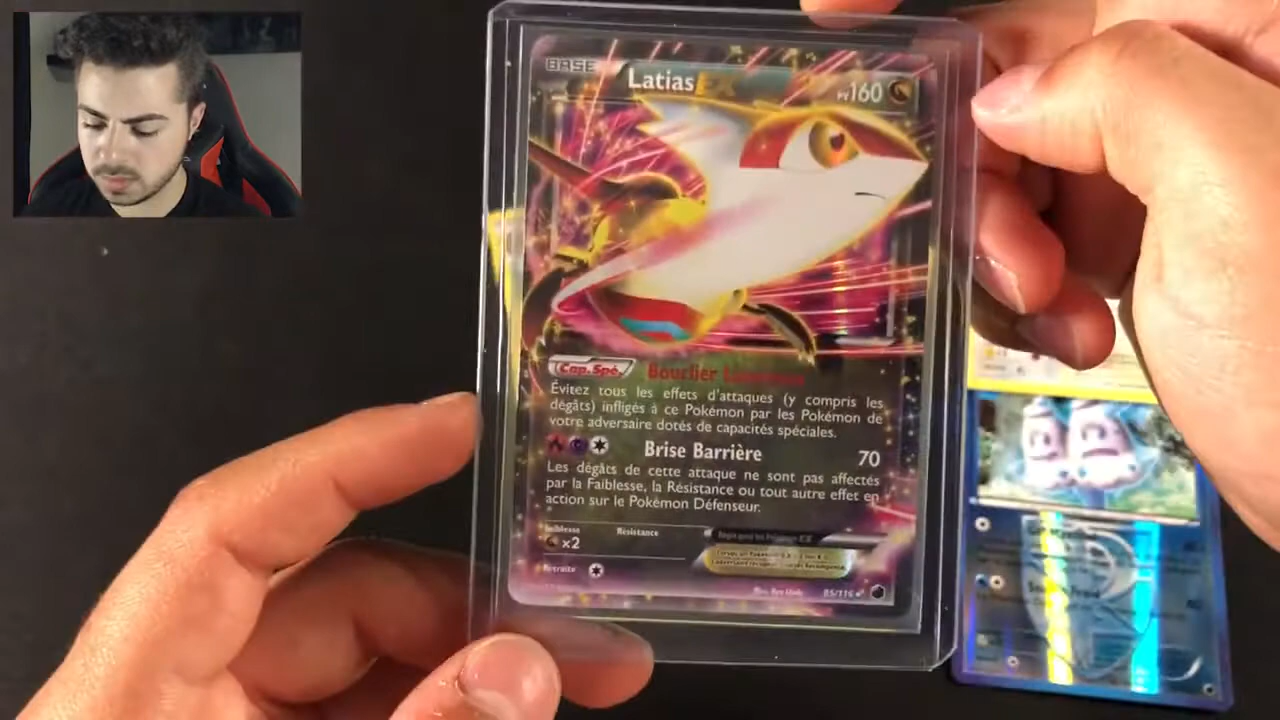 BASE
Latias EX
PV160
Cap. Spé. Bouclier
Évitez tous les effets d'attaques (y compris les
dégâts) infligés à ce Pokémon par les Pokémon de
votre adversaire dotés de capacités spéciales.
Brise Barrière 70
Les dégâts de cette attaque ne sont pas affectés
par la Faiblesse, la Résistance ou tout autre effet en
action sur le Pokémon Défenseur.
Faiblesse Résistance
x2
Retraite
85/116